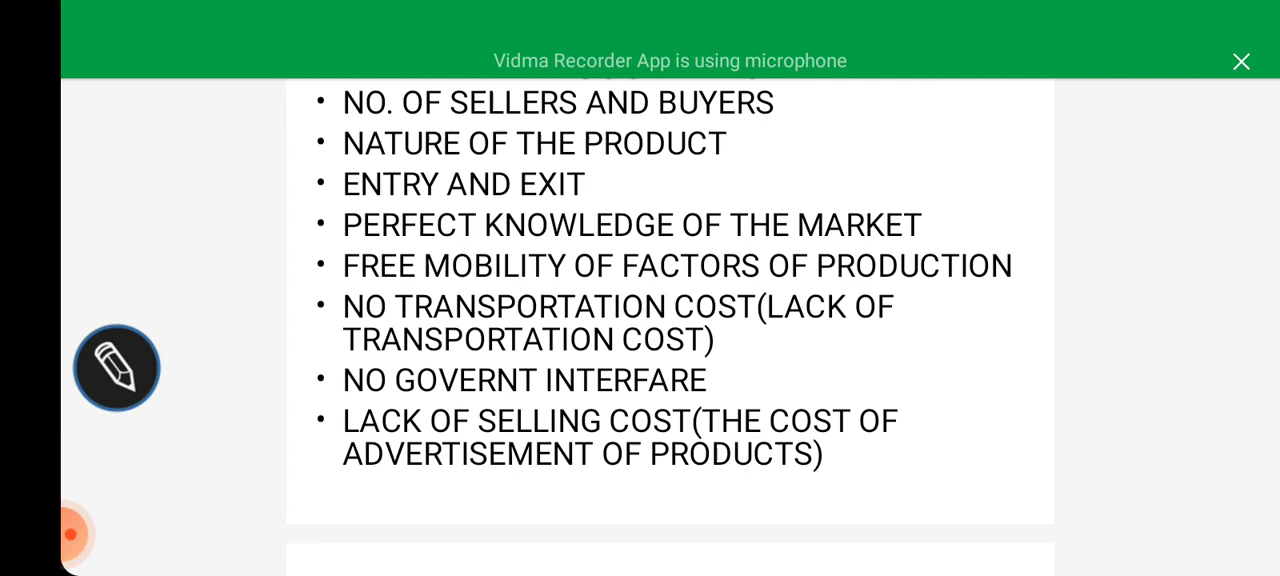 Vidma Recorder App is using microphone
• NO. OF SELLERS AND BUYERS
• NATURE OF THE PRODUCT
• ENTRY AND EXIT
• PERFECT KNOWLEDGE OF THE MARKET
• FREE MOBILITY OF FACTORS OF PRODUCTION
• NO TRANSPORTATION COST(LACK OF
TRANSPORTATION COST)
• NO GOVERNT INTERFARE
• LACK OF SELLING COST(THE COST OF
ADVERTISEMENT OF PRODUCTS)